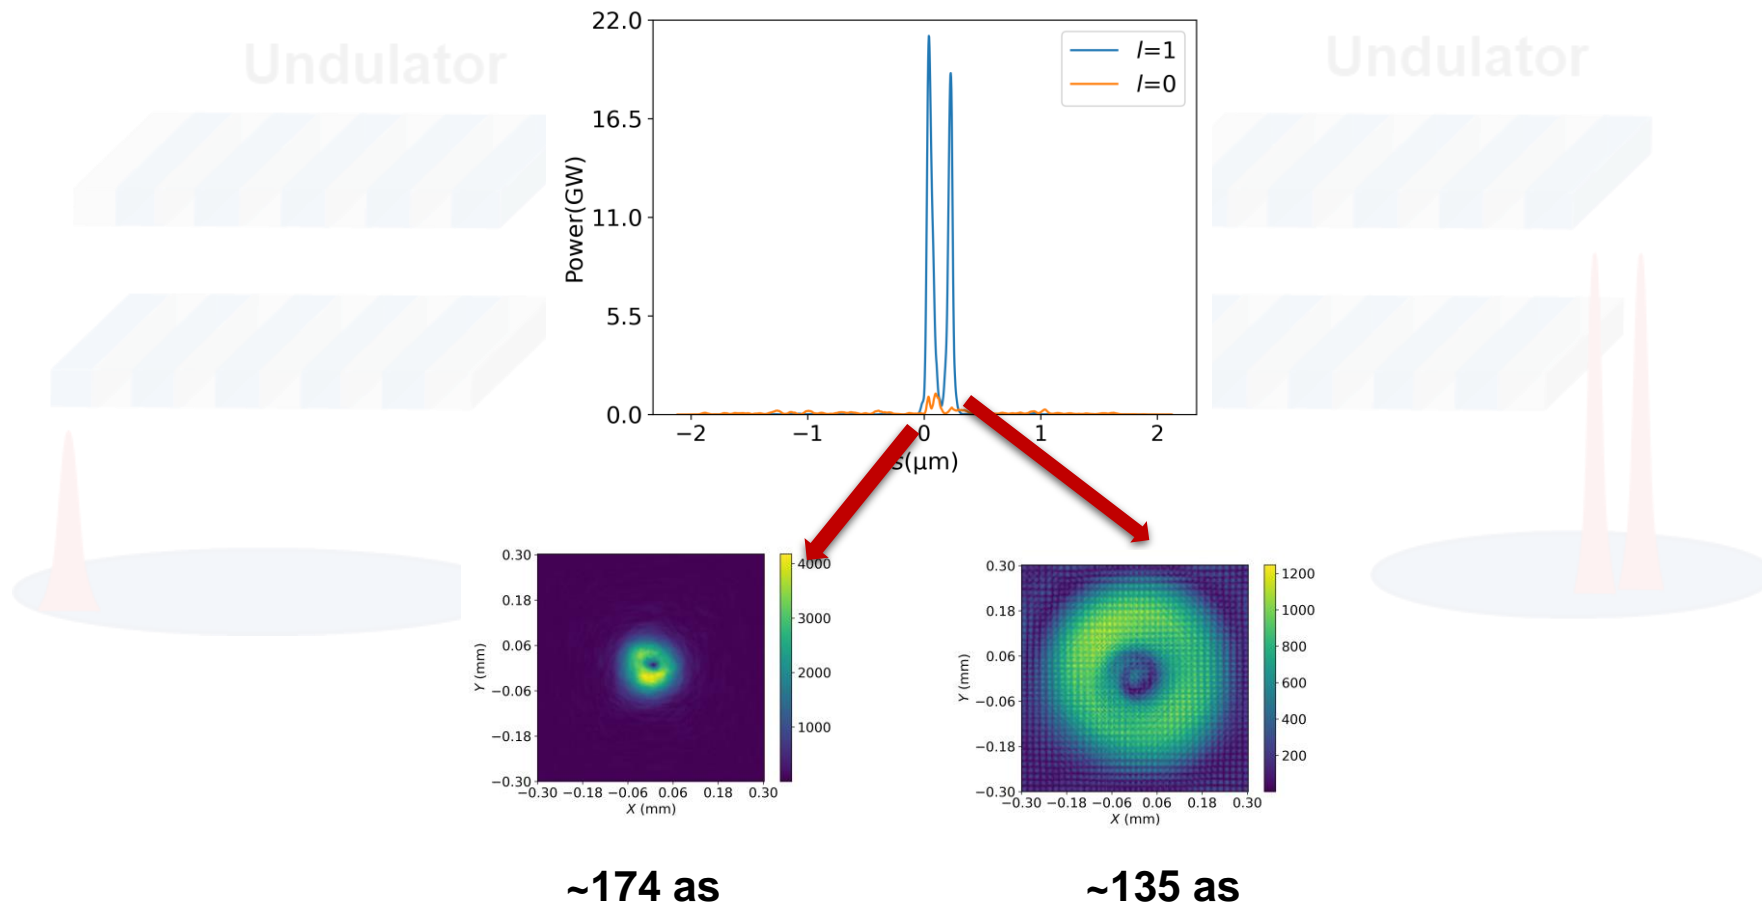 Undulator
Undulator
22.0
16.5
11.0
5.5
0.0
Power(GW)
l=1
l=0
−2 −1 0 1 2
s(μm)
0.30
0.18
0.06
−0.06
−0.18
−0.30
Y (mm)
−0.30 −0.18 −0.06 0.06 0.18 0.30
X (mm)
4000
3000
2000
1000
0.30
0.18
0.06
−0.06
−0.18
−0.30
Y (mm)
−0.30 −0.18 −0.06 0.06 0.18 0.30
X (mm)
1200
1000
800
600
400
200
~174 as
~135 as